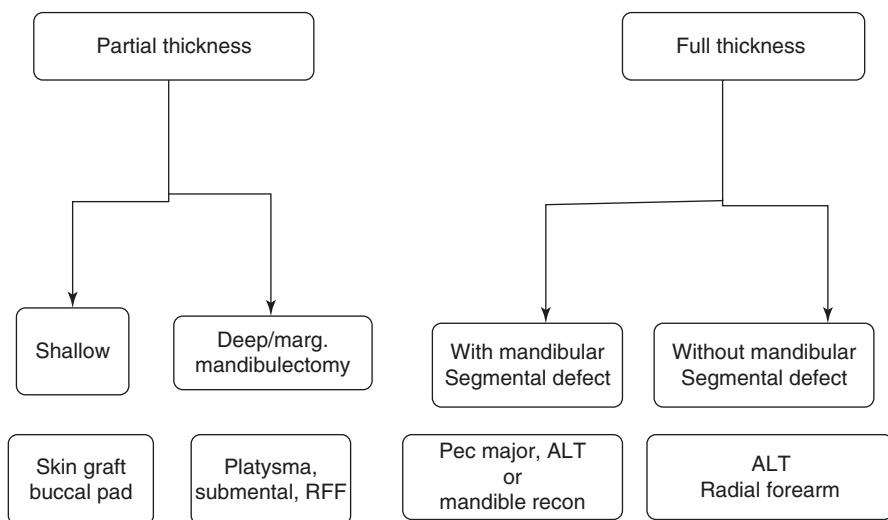 Partial thickness
Full thickness
Shallow
Deep/marg.
mandibulectomy
With mandibular
Segmental defect
Without mandibular
Segmental defect
Skin graft
buccal pad
Platysma,
submental, RFF
Pec major, ALT
or
mandible recon
ALT
Radial forearm